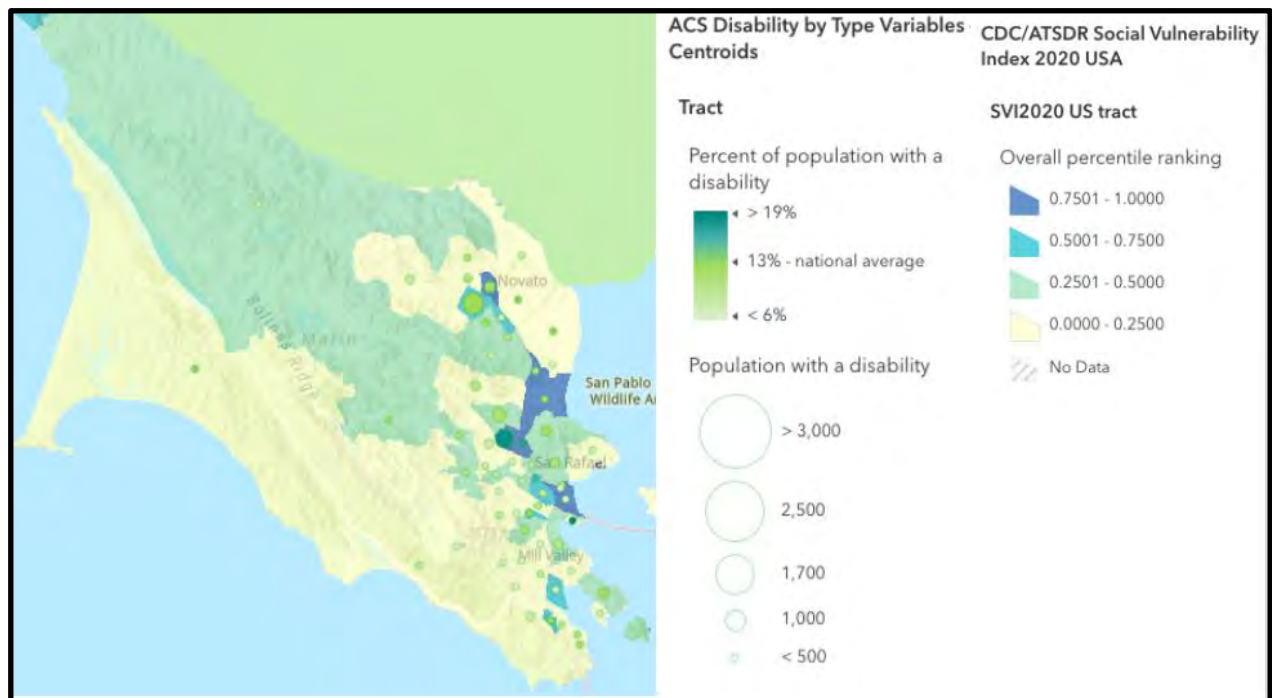 Novato
Marin
Bolinas Ridge
San Pablo
Wildlife A
San Rafael
Mill Valley
ACS Disability by Type Variables
Centroids
Tract
Percent of population with a
disability
> 19%
13% - national average
< 6%
Population with a disability
> 3,000
2,500
1,700
1,000
< 500
CDC/ATSDR Social Vulnerability
Index 2020 USA
SVI2020 US tract
Overall percentile ranking
0.7501 - 1.0000
0.5001 - 0.7500
0.2501 - 0.5000
0.0000 - 0.2500
No Data